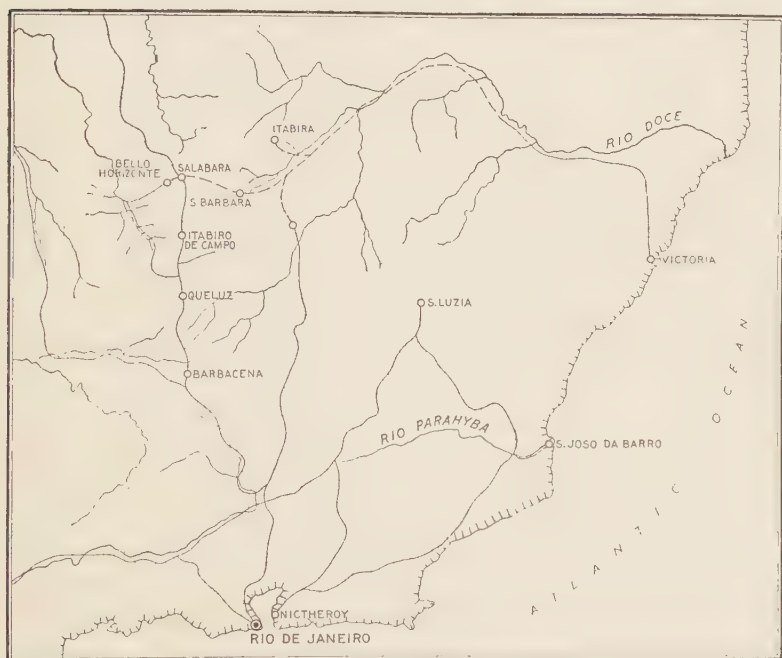 ITABIRA
RIO DOCE
BELLO
HORIZENTE
SALABARA
S. BARBARA
ITABIRO
DE CAMPO
VICTORIA
QUELUZ
S. LUZIA
BARBACENA
OCEAN
RIO PARAHYBA
S. JOSO DA BARRO
ATLANTIC
NICTHEROY
RIO DE JANEIRO